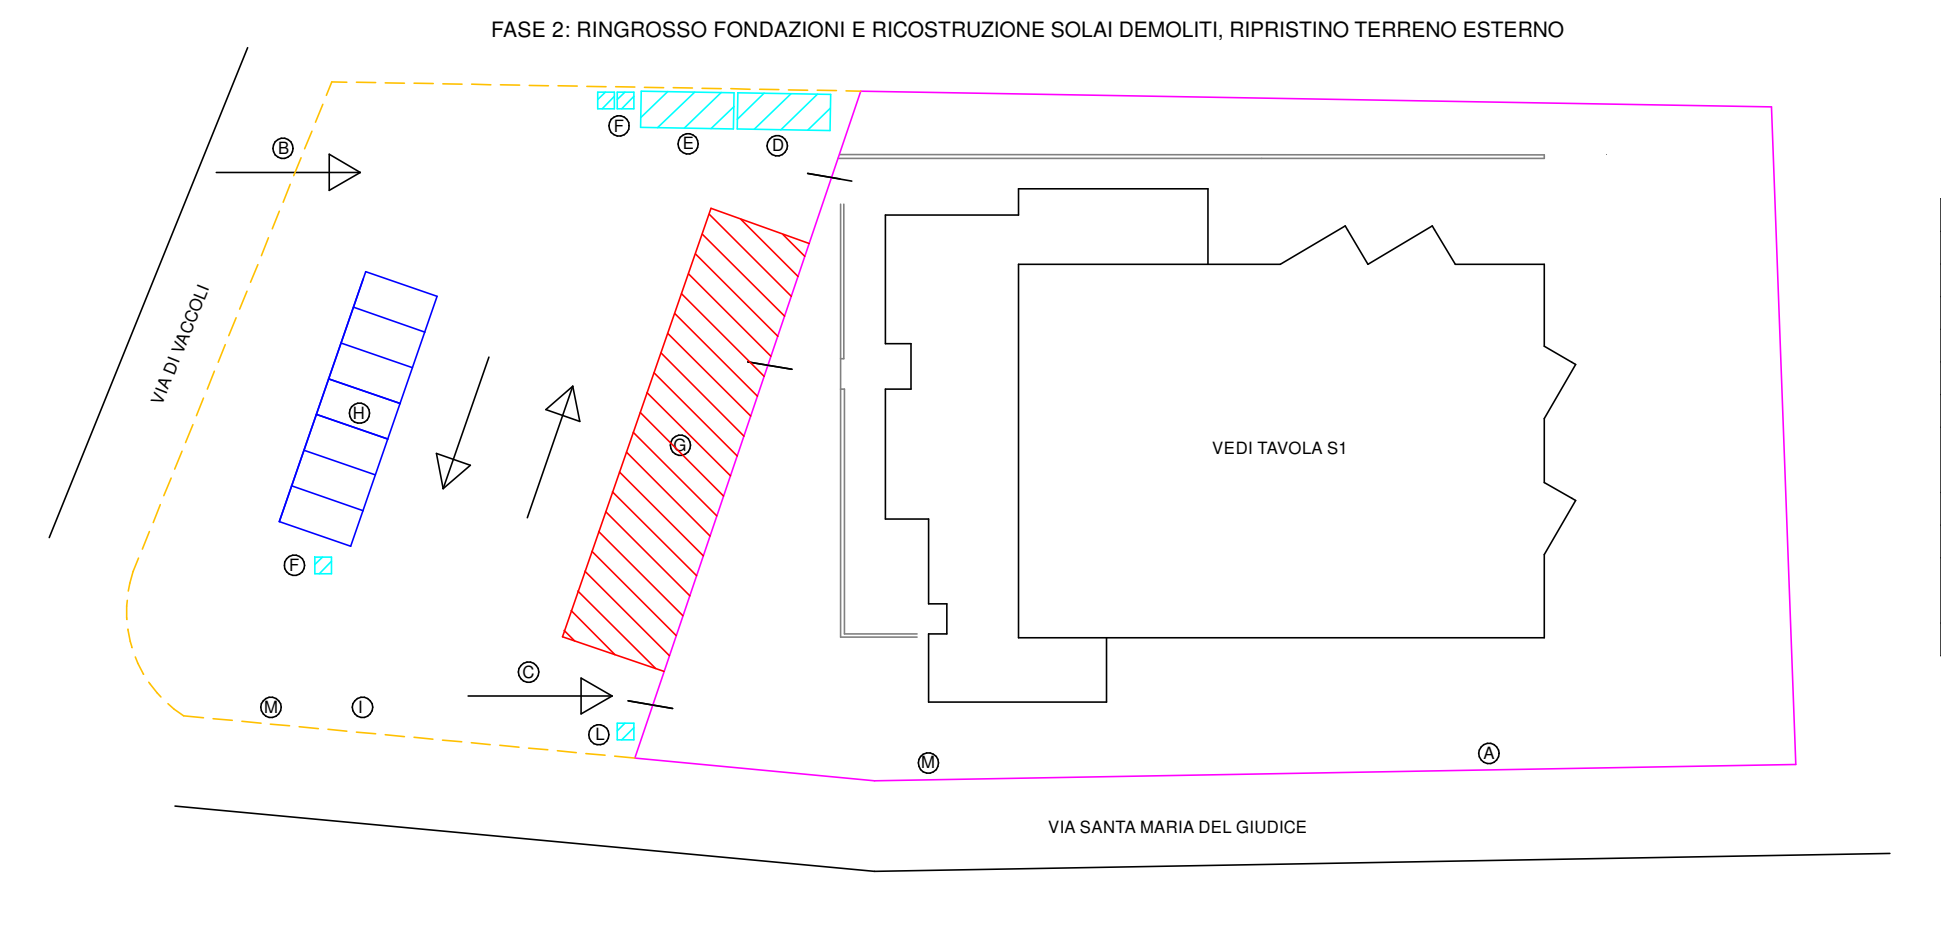 FASE 2: RINGROSSO FONDAZIONI E RICOSTRUZIONE SOLAI DEMOLITI, RIPRISTINO TERRENO ESTERNO
F
E
D
B
VIA DI VACCOLI
H
G
VEDI TAVOLA S1
F
C
M
I
L
M
A
VIA SANTA MARIA DEL GIUDICE